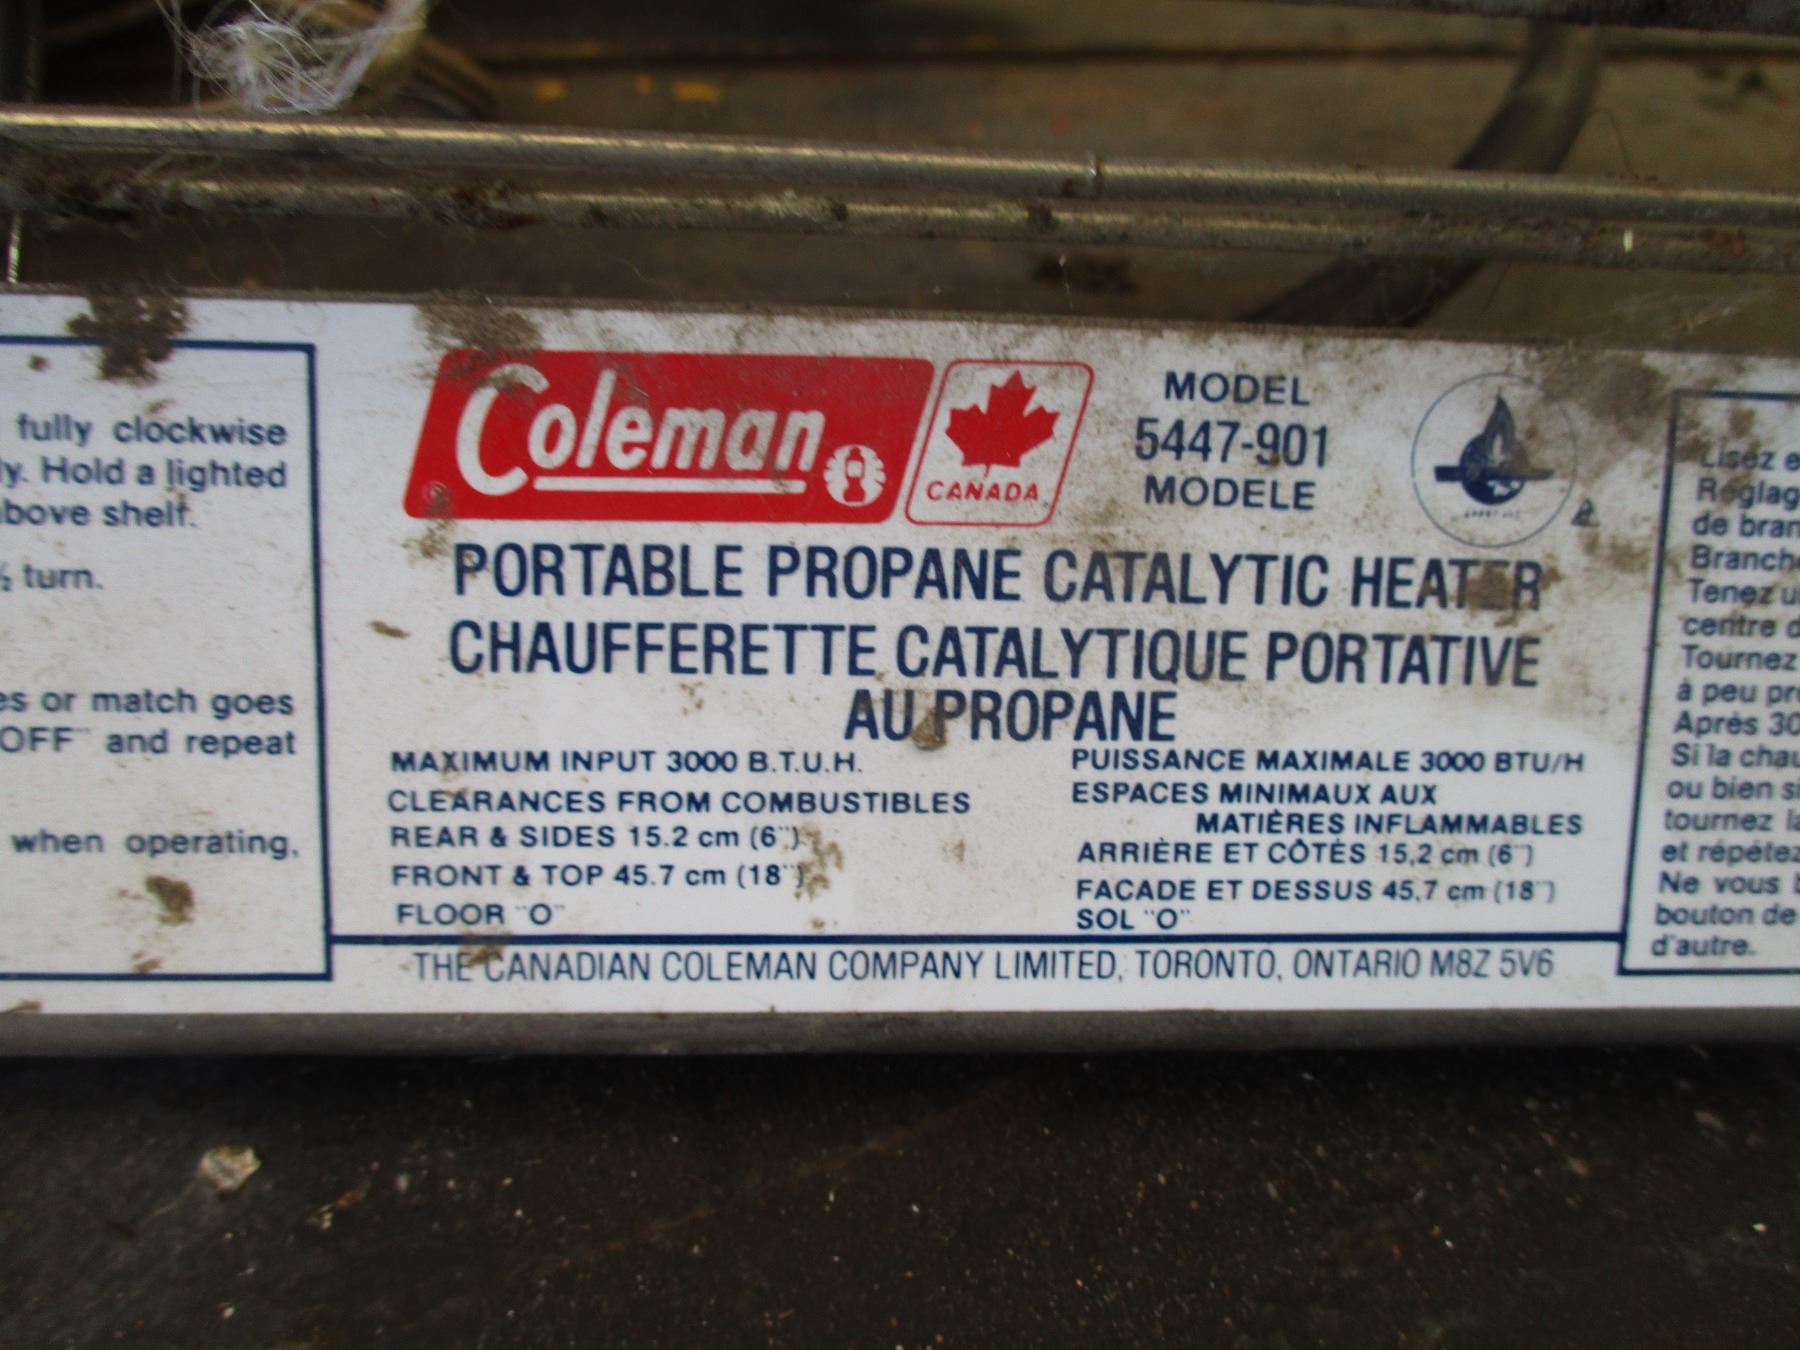 fully clockwise
ly. Hold a lighted
above shelf.
½ turn.
es or match goes
OFF" and repeat
when operating,
Coleman
CANADA
MODEL
5447-901
MODELE
PORTABLE PROPANE CATALYTIC HEATER
CHAUFFERETTE CATALYTIQUE PORTATIVE
AU PROPANE
MAXIMUM INPUT 3000 B.T.U.H.
CLEARANCES FROM COMBUSTIBLES
REAR & SIDES 15.2 cm (6")
FRONT & TOP 45.7 cm (18")
FLOOR "O"
PUISSANCE MAXIMALE 3000 BTU/H
ESPACES MINIMAUX AUX
MATIÈRES INFLAMMABLES
ARRIÈRE ET CÔTÉS 15,2 cm (6")
FACADE ET DESSUS 45,7 cm (18")
SOL "O"
THE CANADIAN COLEMAN COMPANY LIMITED, TORONTO, ONTARIO M8Z 5V6
Lisez e
Réglag
de bran
Branche
Tenez u
centre d
Tournez
à peu pr
Après 30
Si la chau
ou bien si
tournez la
et répétez
Ne vous b
bouton de
d'autre.